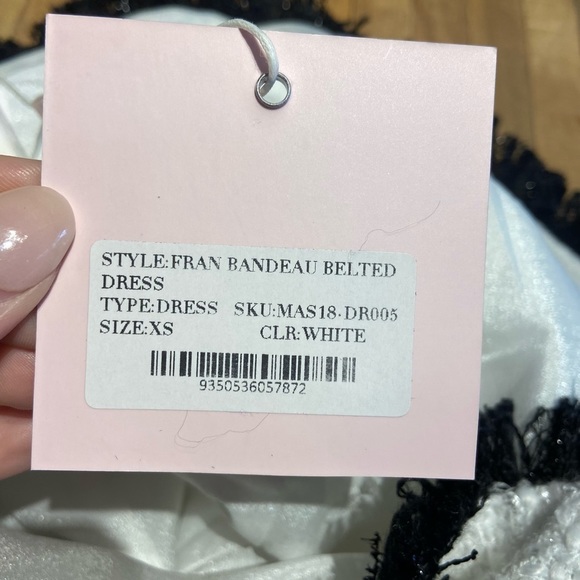 STYLE:FRAN BANDEAU BELTED
DRESS
TYPE:DRESS SKU:MAS18-DR005
SIZE:XS CLR:WHITE
9350536057872